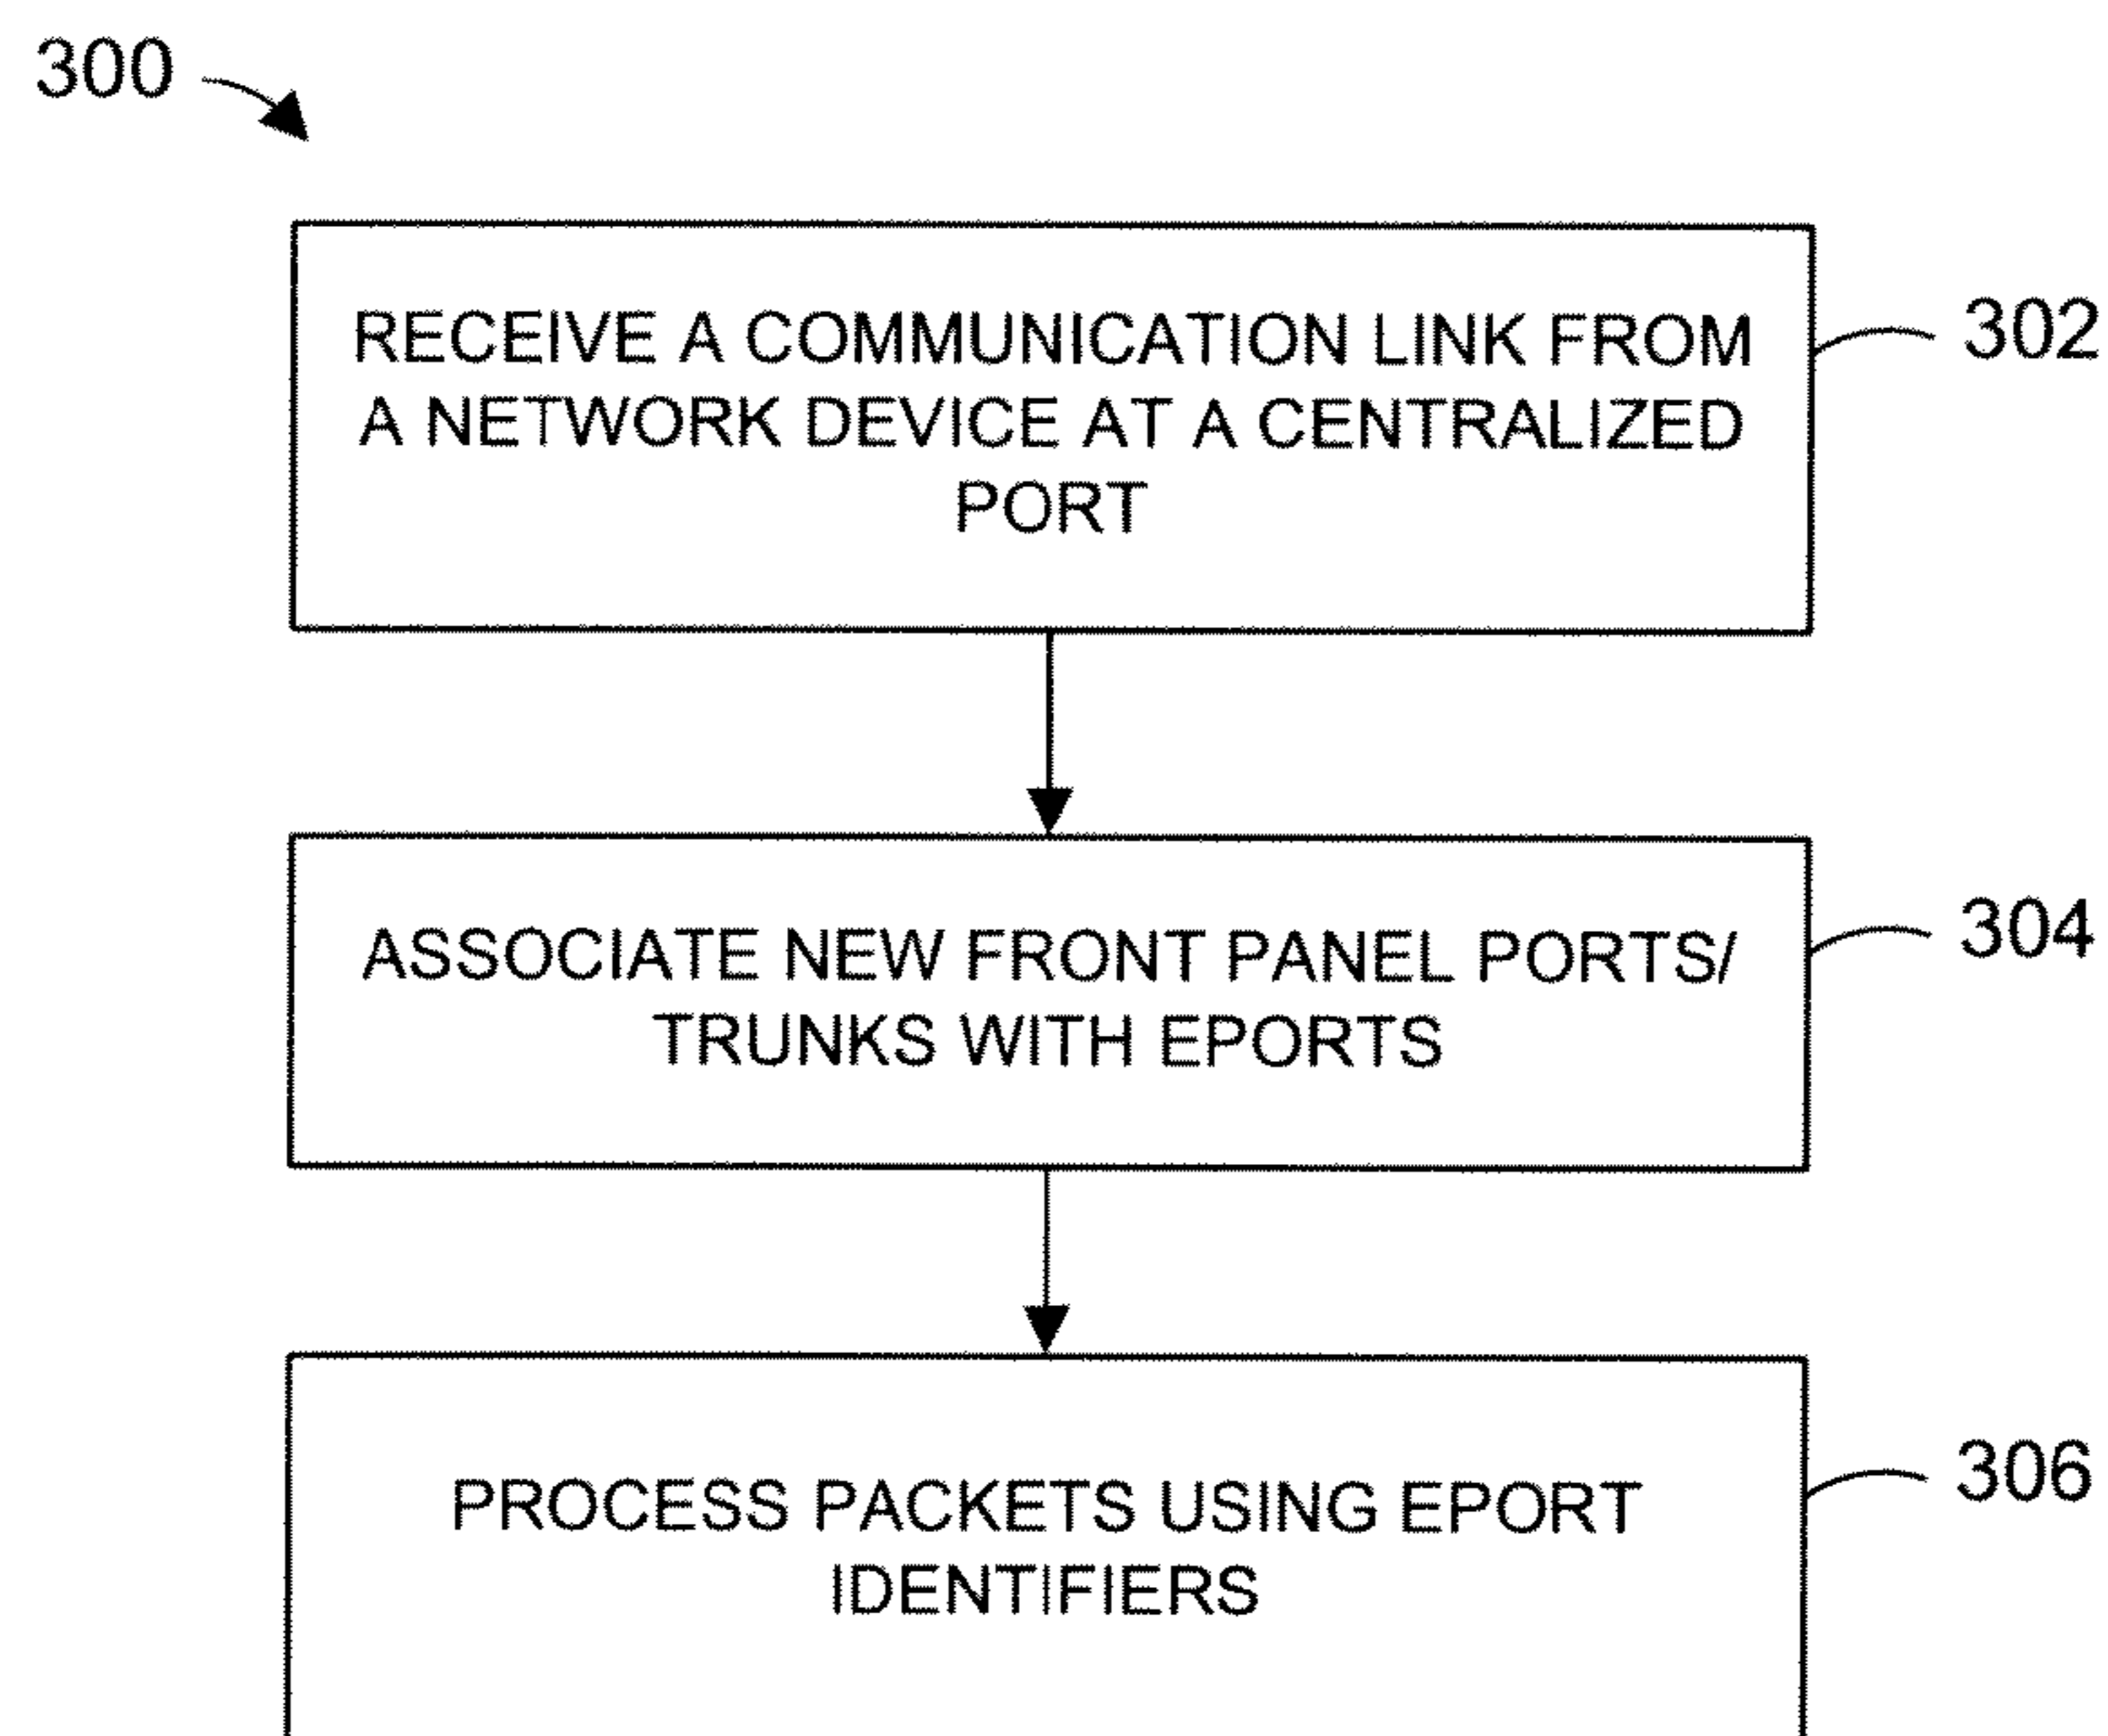 300
RECEIVE A COMMUNICATION LINK FROM
A NETWORK DEVICE AT A CENTRALIZED
PORT
302
ASSOCIATE NEW FRONT PANEL PORTS/
TRUNKS WITH EPORTS
304
PROCESS PACKETS USING EPORT
IDENTIFIERS
306